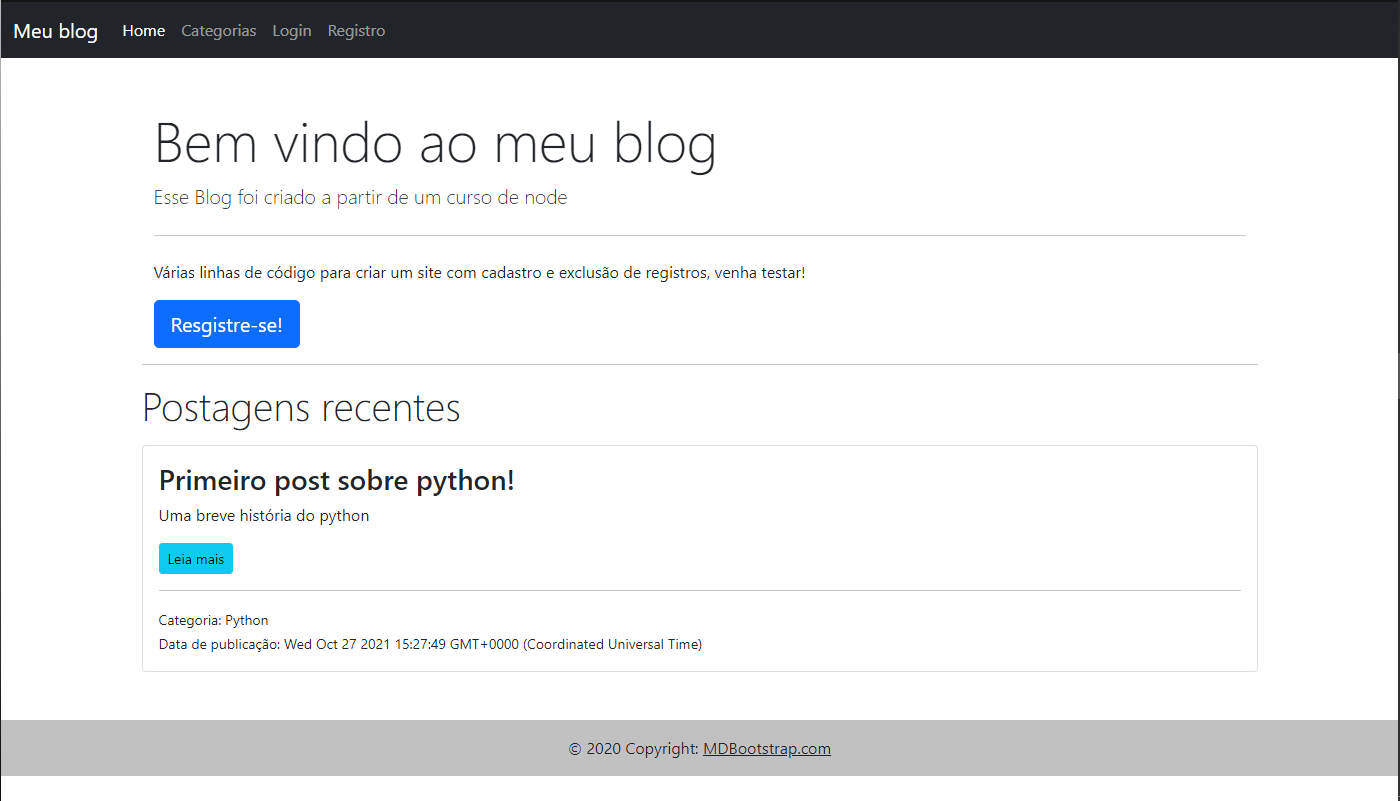 Meu blog Home Categorias Login Registro
Bem vindo ao meu blog
Esse Blog foi criado a partir de um curso de node
Várias linhas de código para criar um site com cadastro e exclusão de registros, venha testar!
Resgistre-se!
Postagens recentes
Primeiro post sobre python!
Uma breve história do python
Leia mais
Categoria: Python
Data de publicação: Wed Oct 27 2021 15:27:49 GMT+0000 (Coordinated Universal Time)
© 2020 Copyright: MDBootstrap.com